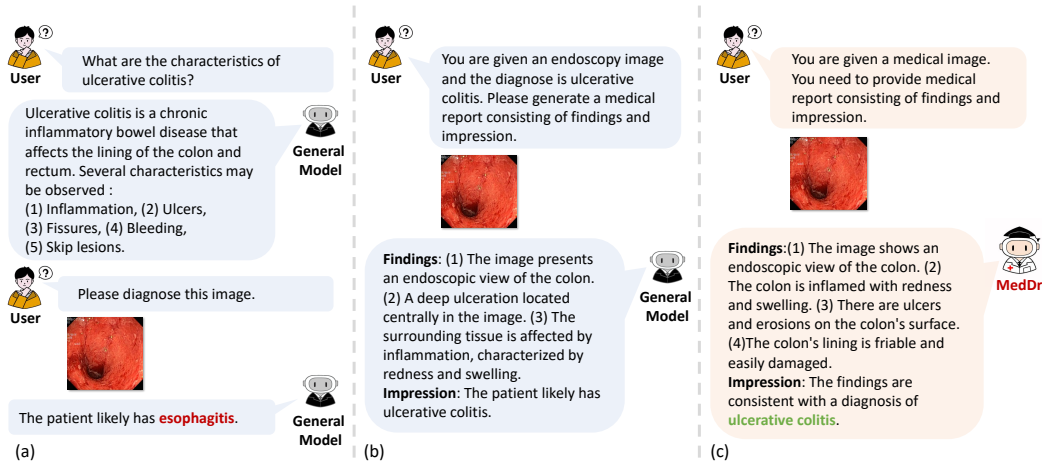 User
What are the characteristics of
ulcerative colitis?
Ulcerative colitis is a chronic
inflammatory bowel disease that
affects the lining of the colon and
rectum. Several characteristics may
be observed :
(1) Inflammation, (2) Ulcers,
(3) Fissures, (4) Bleeding,
(5) Skip lesions.
General
Model
User
Please diagnose this image.
The patient likely has esophagitis.
General
Model
(a)
User
You are given an endoscopy image
and the diagnose is ulcerative
colitis. Please generate a medical
report consisting of findings and
impression.
Findings: (1) The image presents
an endoscopic view of the colon.
(2) A deep ulceration located
centrally in the image. (3) The
surrounding tissue is affected by
inflammation, characterized by
redness and swelling.
Impression: The patient likely has
ulcerative colitis.
General
Model
(b)
User
You are given a medical image.
You need to provide medical
report consisting of findings and
impression.
Findings:(1) The image shows an
endoscopic view of the colon. (2)
The colon is inflamed with redness
and swelling. (3) There are ulcers
and erosions on the colon's surface.
(4)The colon's lining is friable and
easily damaged.
Impression: The findings are
consistent with a diagnosis of
ulcerative colitis.
MedDr
(c)